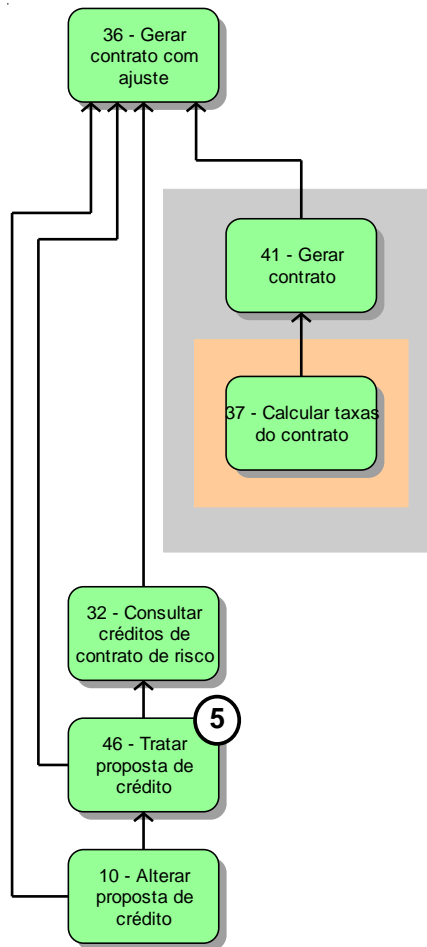 36 - Gerar
contrato com
ajuste
41 - Gerar
contrato
37 - Calcular taxas
do contrato
32 - Consultar
créditos de
contrato de risco
5
46 - Tratar
proposta de
crédito
10 - Alterar
proposta de
crédito